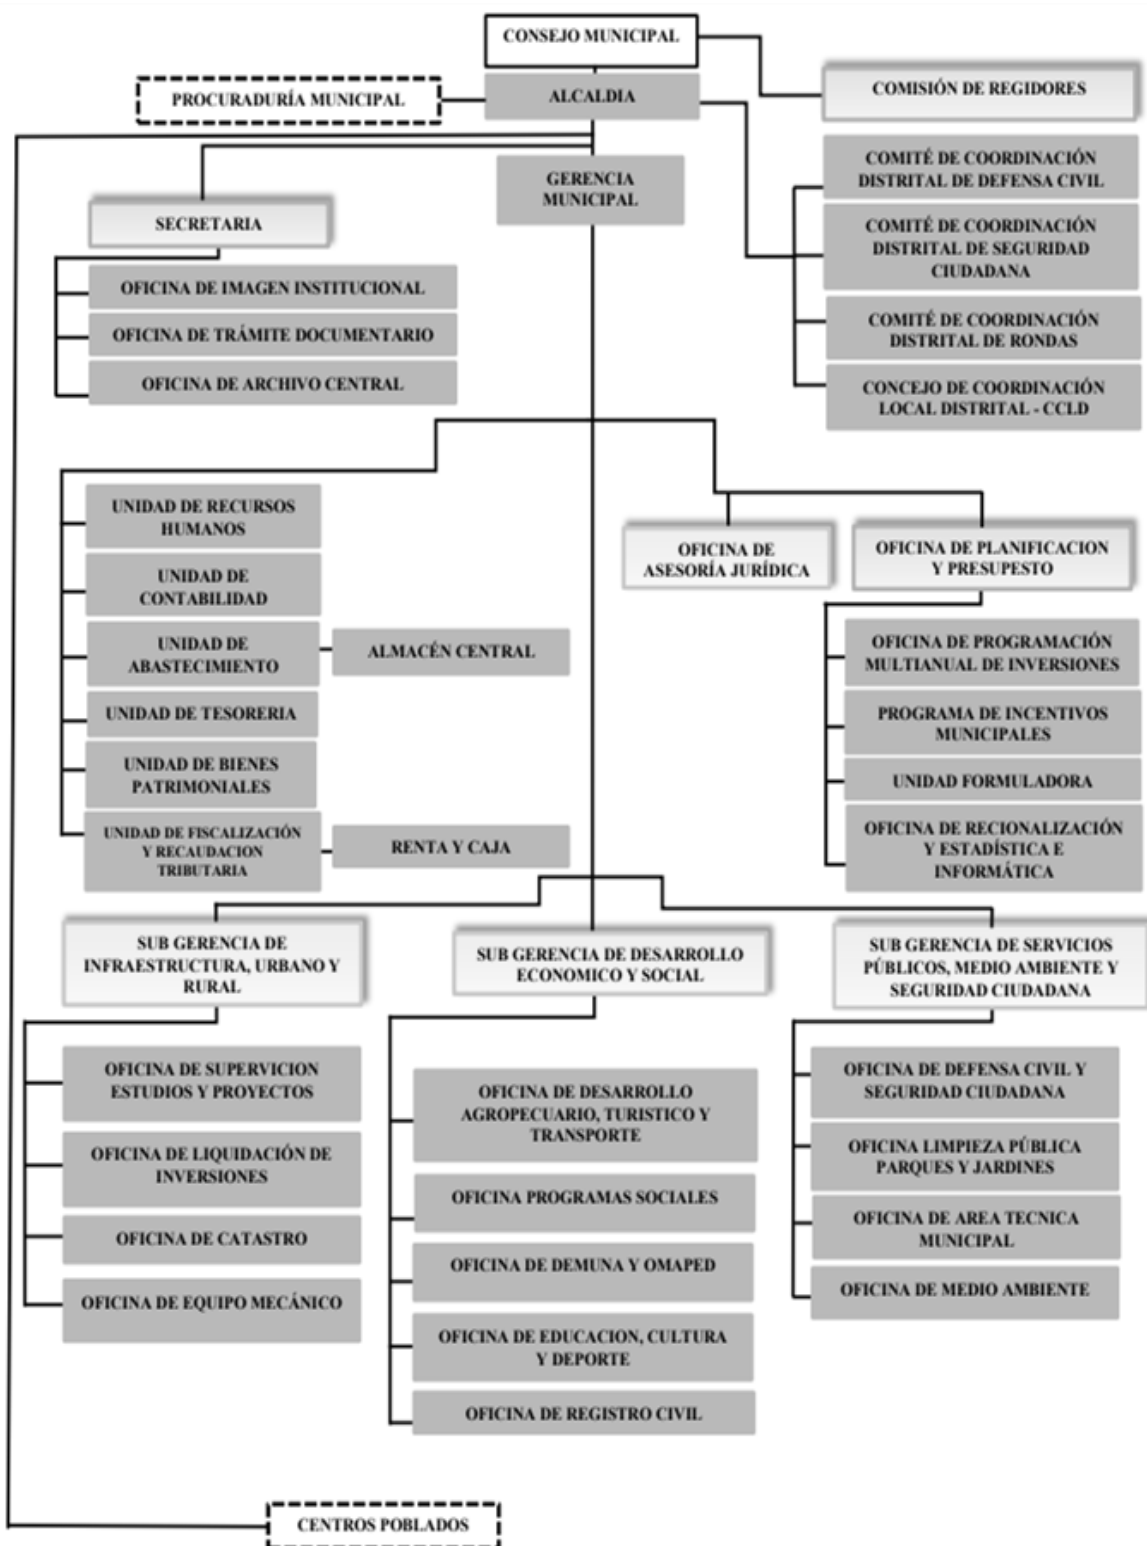 CONSEJO MUNICIPAL
PROCURADURÍA MUNICIPAL
ALCALDIA
COMISIÓN DE REGIDORES
COMITÉ DE COORDINACIÓN
DISTRITAL DE DEFENSA CIVIL
COMITÉ DE COORDINACIÓN
DISTRITAL DE SEGURIDAD
CIUDADANA
COMITÉ DE COORDINACIÓN
DISTRITAL DE RONDAS
CONCEJO DE COORDINACIÓN
LOCAL DISTRITAL - CCLD
GERENCIA
MUNICIPAL
SECRETARIA
OFICINA DE IMAGEN INSTITUCIONAL
OFICINA DE TRÁMITE DOCUMENTARIO
OFICINA DE ARCHIVO CENTRAL
UNIDAD DE RECURSOS
HUMANOS
UNIDAD DE
CONTABILIDAD
UNIDAD DE
ABASTECIMIENTO
ALMACÉN CENTRAL
UNIDAD DE TESORERIA
UNIDAD DE BIENES
PATRIMONIALES
UNIDAD DE FISCALIZACIÓN
Y RECAUDACION
TRIBUTARIA
RENTA Y CAJA
OFICINA DE
ASESORÍA JURÍDICA
OFICINA DE PLANIFICACION
Y PRESUPESTO
OFICINA DE PROGRAMACIÓN
MULTIANUAL DE INVERSIONES
PROGRAMA DE INCENTIVOS
MUNICIPALES
UNIDAD FORMULADORA
OFICINA DE RECIONALIZACIÓN
Y ESTADÍSTICA E
INFORMÁTICA
SUB GERENCIA DE
INFRAESTRUCTURA, URBANO Y
RURAL
OFICINA DE SUPERVICION
ESTUDIOS Y PROYECTOS
OFICINA DE LIQUIDACIÓN DE
INVERSIONES
OFICINA DE CATASTRO
OFICINA DE EQUIPO MECÁNICO
SUB GERENCIA DE DESARROLLO
ECONOMICO Y SOCIAL
OFICINA DE DESARROLLO
AGROPECUARIO, TURISTICO Y
TRANSPORTE
OFICINA PROGRAMAS SOCIALES
OFICINA DE DEMUNA Y OMAPED
OFICINA DE EDUCACION, CULTURA
Y DEPORTE
OFICINA DE REGISTRO CIVIL
SUB GERENCIA DE SERVICIOS
PÚBLICOS, MEDIO AMBIENTE Y
SEGURIDAD CIUDADANA
OFICINA DE DEFENSA CIVIL Y
SEGURIDAD CIUDADANA
OFICINA LIMPIEZA PÚBLICA
PARQUES Y JARDINES
OFICINA DE AREA TECNICA
MUNICIPAL
OFICINA DE MEDIO AMBIENTE
CENTROS POBLADOS